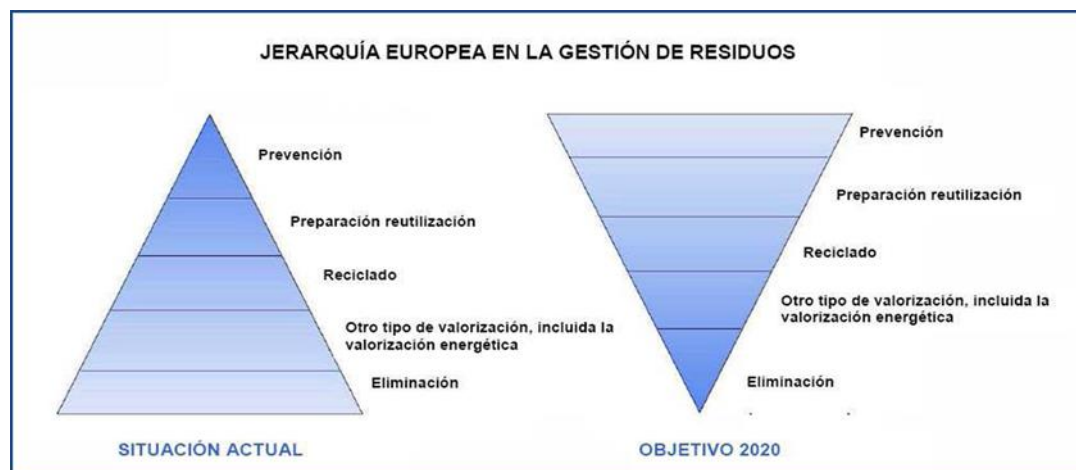 JERARQUÍA EUROPEA EN LA GESTIÓN DE RESIDUOS
Prevención
Preparación reutilización
Reciclado
Otro tipo de valorización, incluida la
valorización energética
Eliminación
SITUACIÓN ACTUAL
Prevención
Preparación reutilización
Reciclado
Otro tipo de valorización, incluida la
valorización energética
Eliminación
OBJETIVO 2020